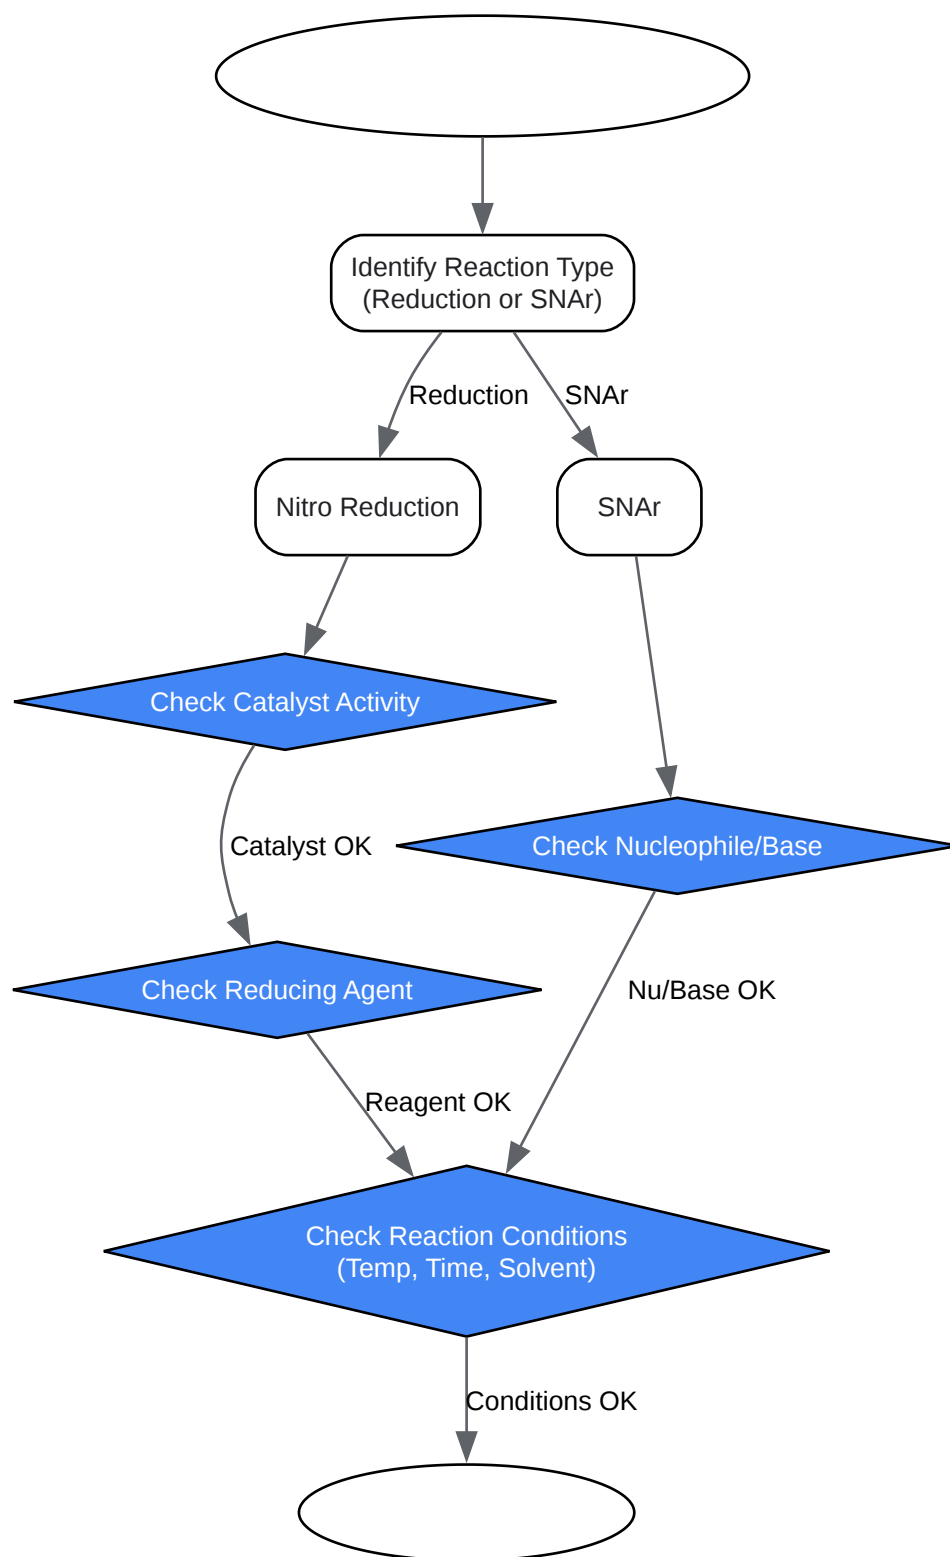 Identify Reaction Type
(Reduction or SNAr)
Reduction
SNAr
Nitro Reduction
SNAr
Check Catalyst Activity
Catalyst OK
Check Nucleophile/Base
Check Reducing Agent
Nu/Base OK
Reagent OK
Check Reaction Conditions
(Temp, Time, Solvent)
Conditions OK